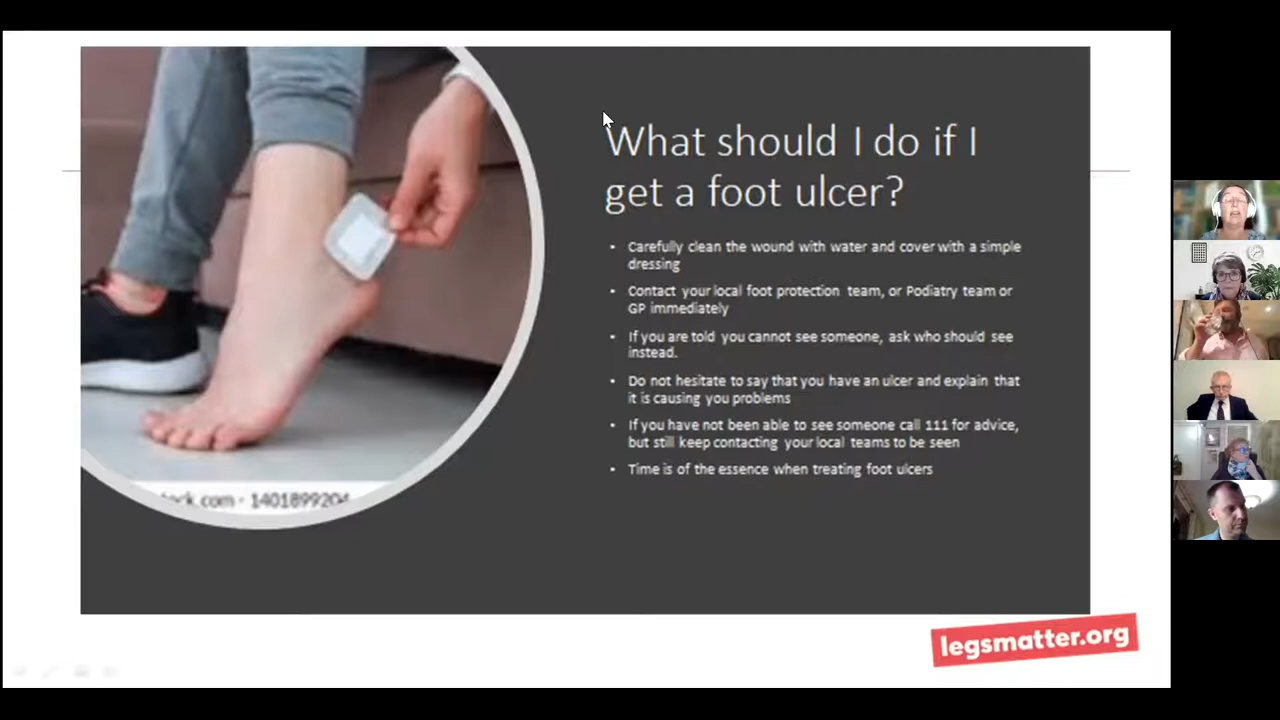 What should I do if I
get a foot ulcer?
• Carefully clean the wound with water and cover with a simple
dressing
• Contact your local foot protection team, or Podiatry team or
GP immediately
• If you are told you cannot see someone, ask who should see
instead.
• Do not hesitate to say that you have an ulcer and explain that
it is causing you problems
• If you have not been able to see someone call 111 for advice,
but still keep contacting your local teams to be seen
• Time is of the essence when treating foot ulcers
ock.com · 1401899204
legsmatter.org